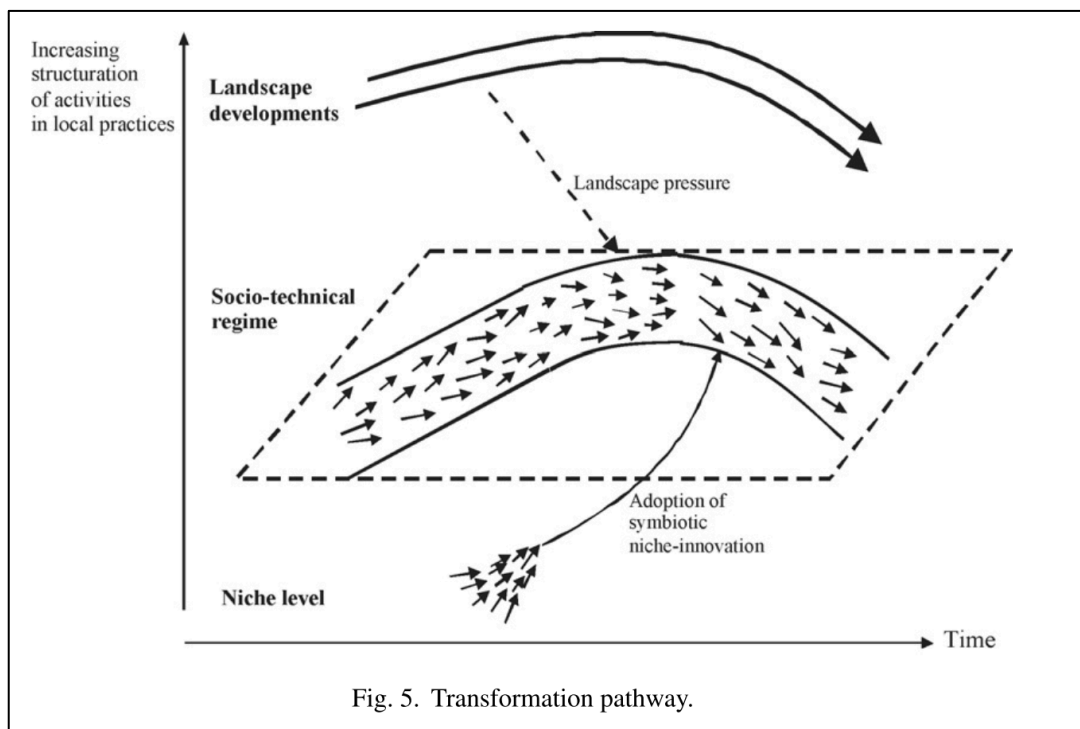 Increasing
structuration
of activities
in local practices
Landscape
developments
Landscape pressure
Socio-technical
regime
Adoption of
symbiotic
niche-innovation
Niche level
Time
Fig. 5. Transformation pathway.